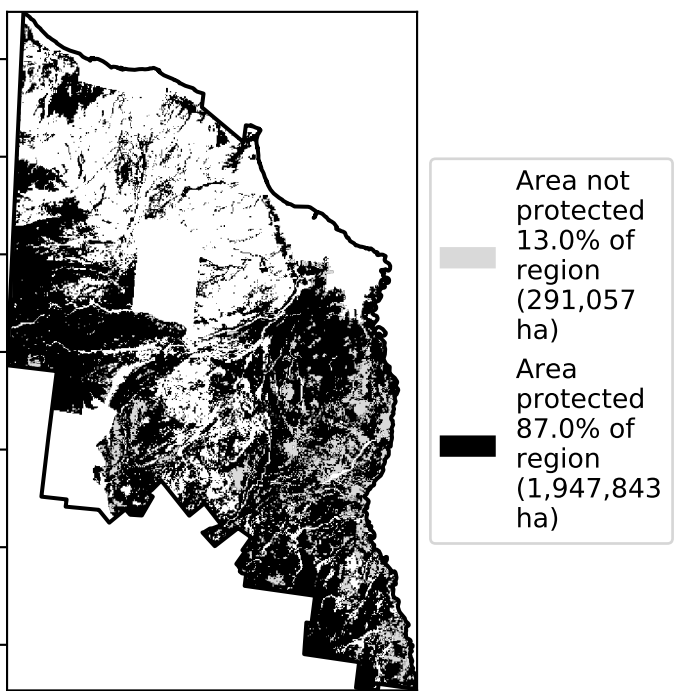 Area not
protected
13.0% of
region
(291,057
ha)
Area
protected
87.0% of
region
(1,947,843
ha)